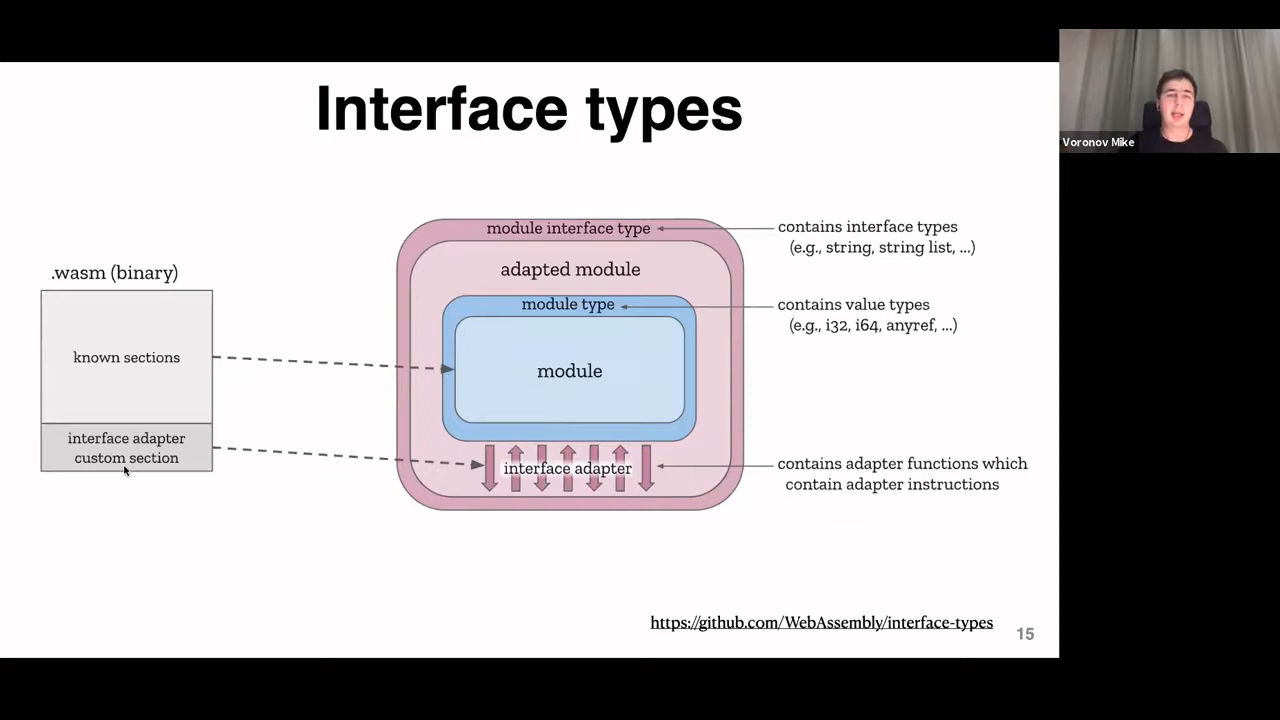 Interface types
Voronov Mike
module interface type
contains interface types
(e.g., string, string list, ...)
adapted module
.wasm (binary)
module type
contains value types
(e.g., i32, i64, anyref, ...)
known sections
module
interface adapter
custom section
interface adapter
contains adapter functions which
contain adapter instructions
https://github.com/WebAssembly/interface-types
15